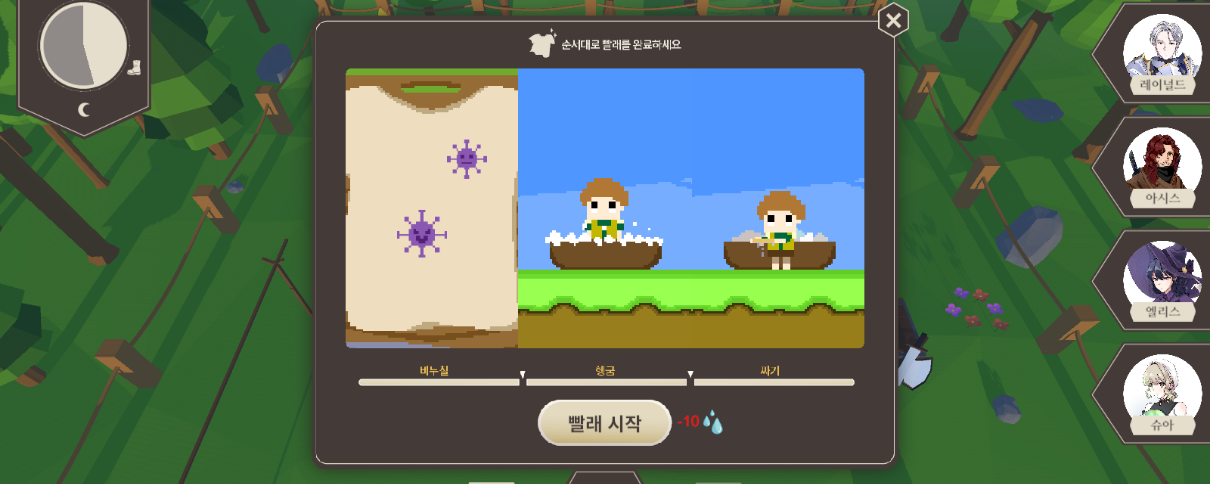 순서대로 빨래를 완료하세요
레이널드
아시스
엘리스
슈아
비누칠
헹굼
짜기
빨래 시작
-10